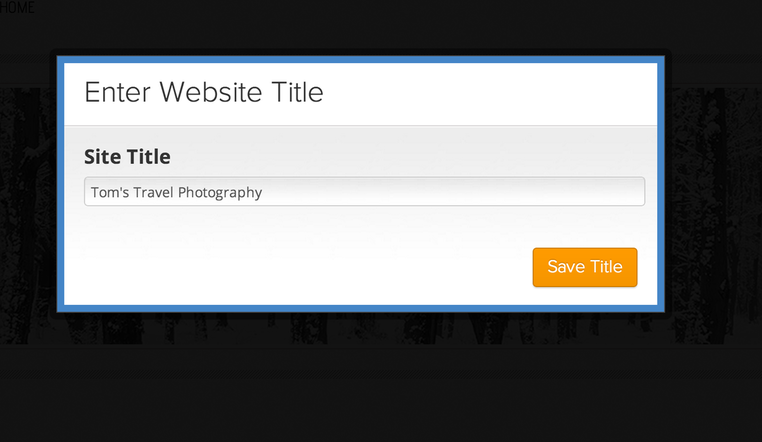 HOME
Enter Website Title
Site Title
Tom's Travel Photography
Save Title